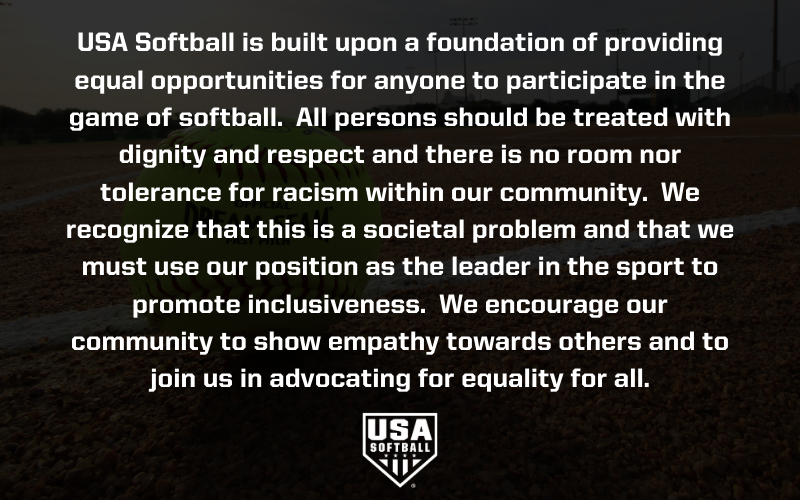 USA Softball is built upon a foundation of providing
equal opportunities for anyone to participate in the
game of softball.  All persons should be treated with
dignity and respect and there is no room nor
tolerance for racism within our community.  We
recognize that this is a societal problem and that we
must use our position as the leader in the sport to
promote inclusiveness.  We encourage our
community to show empathy towards others and to
join us in advocating for equality for all.
DREAM SEAM
FAST PITCH
USA
SOFTBALL
®